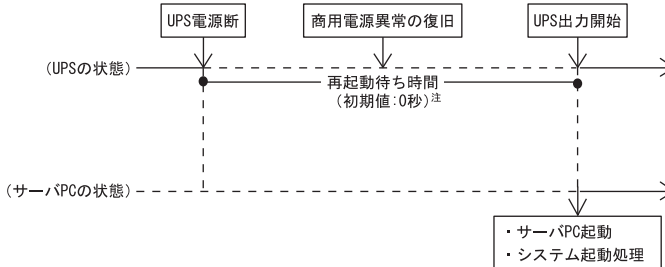 UPS電源断
商用電源異常の復旧
UPS出力開始
(UPSの状態)
再起動待ち時間
(初期値:0秒)注
(サーバPCの状態)
・サーバPC起動
・システム起動処理